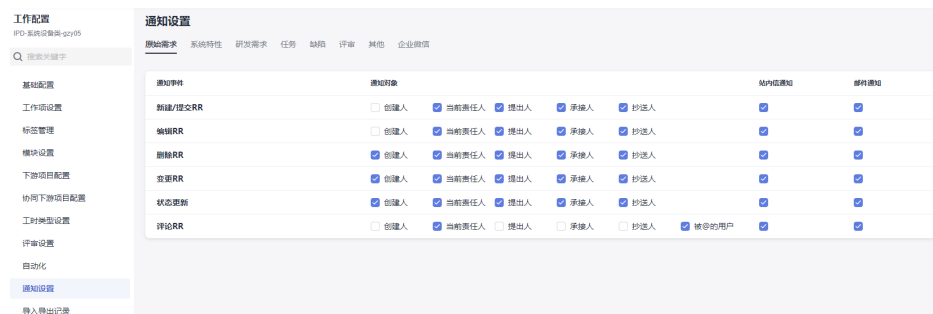 工作配置
IPD-系统设备类-gzy05
搜索关键字
基础配置
工作项设置
标签管理
模块设置
下游项目配置
协同下游项目配置
工时类型设置
评审设置
自动化
通知设置
导入导出记录
通知设置
原始需求 系统特性 研发需求 任务 缺陷 评审 其他 企业微信
通知事件 通知对象 站内信通知 邮件通知
新建/提交RR 创建人 当前责任人 提出人 承接人 抄送人
编辑RR 创建人 当前责任人 提出人 承接人 抄送人
删除RR 创建人 当前责任人 提出人 承接人 抄送人
变更RR 创建人 当前责任人 提出人 承接人 抄送人
状态更新 创建人 当前责任人 提出人 承接人 抄送人
评论RR 创建人 当前责任人 提出人 承接人 抄送人 被@的用户